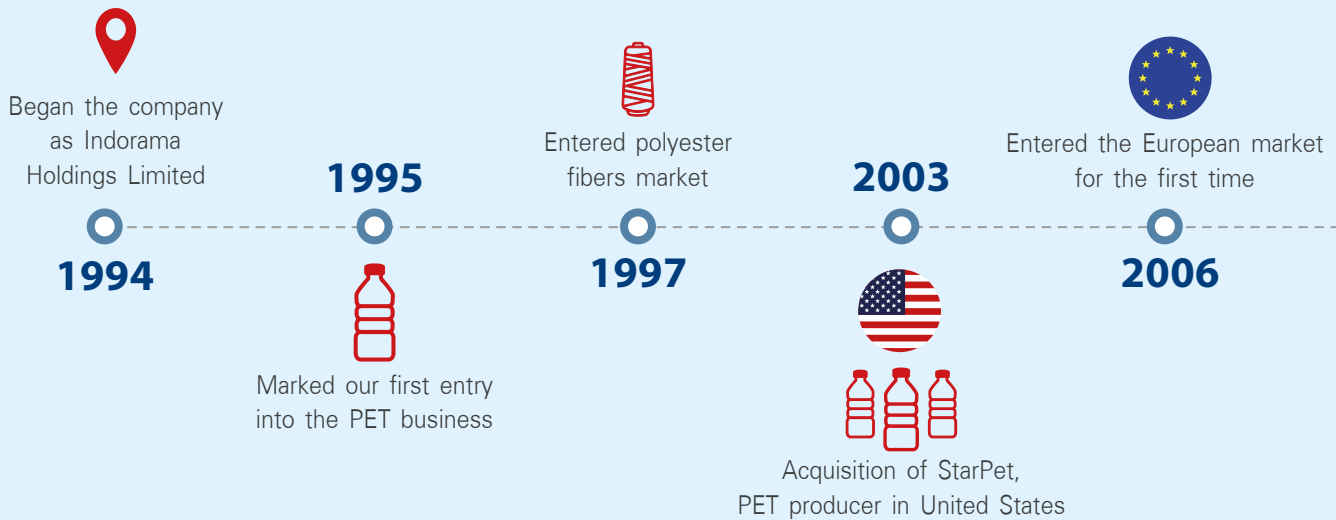 Began the company
as Indorama
Holdings Limited
1994
1995
Marked our first entry
into the PET business
Entered polyester
fibers market
1997
2003
Acquisition of StarPet,
PET producer in United States
Entered the European market
for the first time
2006